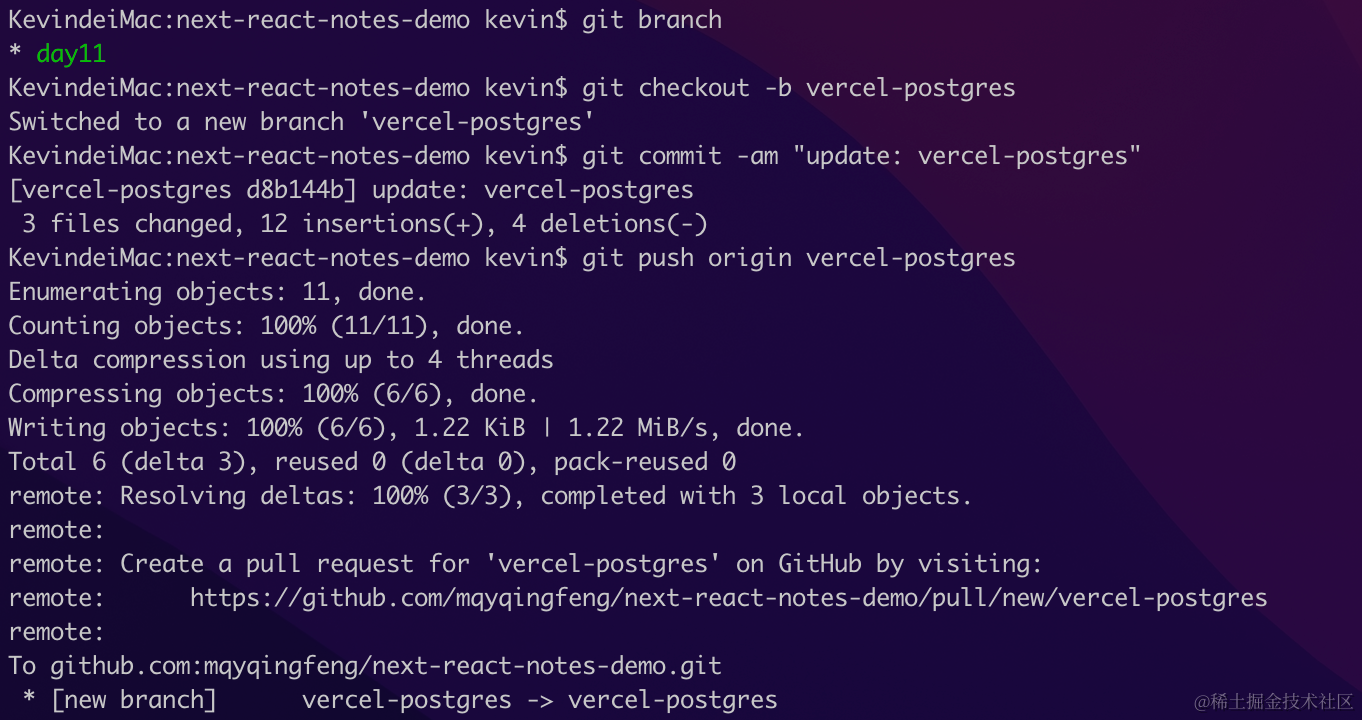 KevindeiMac:next-react-notes-demo kevin$ git branch
* day11
KevindeiMac:next-react-notes-demo kevin$ git checkout -b vercel-postgres
Switched to a new branch 'vercel-postgres'
KevindeiMac:next-react-notes-demo kevin$ git commit -am "update: vercel-postgres"
[vercel-postgres d8b144b] update: vercel-postgres
 3 files changed, 12 insertions(+), 4 deletions(-)
KevindeiMac:next-react-notes-demo kevin$ git push origin vercel-postgres
Enumerating objects: 11, done.
Counting objects: 100% (11/11), done.
Delta compression using up to 4 threads
Compressing objects: 100% (6/6), done.
Writing objects: 100% (6/6), 1.22 KiB | 1.22 MiB/s, done.
Total 6 (delta 3), reused 0 (delta 0), pack-reused 0
remote: Resolving deltas: 100% (3/3), completed with 3 local objects.
remote:
remote: Create a pull request for 'vercel-postgres' on GitHub by visiting:
remote:      https://github.com/mqyqingfeng/next-react-notes-demo/pull/new/vercel-postgres
remote:
To github.com:mqyqingfeng/next-react-notes-demo.git
 * [new branch]      vercel-postgres -> vercel-postgres
@稀土掘金技术社区